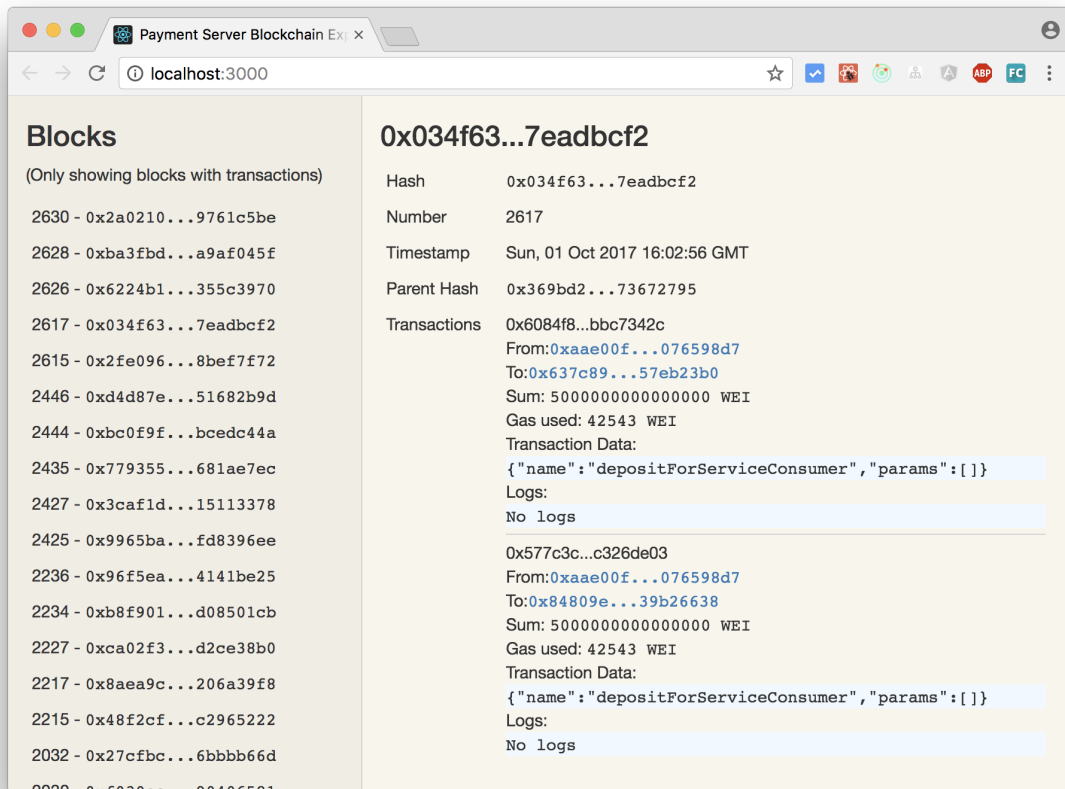 Payment Server Blockchain Ex
localhost:3000
ABP
FC
Blocks
(Only showing blocks with transactions)
2630 - 0x2a0210...9761c5be
2628 - 0xba3fbd...a9af045f
2626 - 0x6224b1...355c3970
2617 - 0x034f63...7eadbcf2
2615 - 0x2fe096...8bef7f72
2446 - 0xd4d87e...51682b9d
2444 - 0xbc0f9f...bcedc44a
2435 - 0x779355...681ae7ec
2427 - 0x3caf1d...15113378
2425 - 0x9965ba...fd8396ee
2236 - 0x96f5ea...4141be25
2234 - 0xb8f901...d08501cb
2227 - 0xca02f3...d2ce38b0
2217 - 0x8aea9c...206a39f8
2215 - 0x48f2cf...c2965222
2032 - 0x27cfbc...6bbbb66d
0x034f63...7eadbcf2
Hash 0x034f63...7eadbcf2
Number 2617
Timestamp Sun, 01 Oct 2017 16:02:56 GMT
Parent Hash 0x369bd2...73672795
Transactions 0x6084f8...bbc7342c
From:0xaae00f...076598d7
To:0x637c89...57eb23b0
Sum: 5000000000000000 WEI
Gas used: 42543 WEI
Transaction Data:
{"name":"depositForServiceConsumer","params":[]}
Logs:
No logs
0x577c3c...c326de03
From:0xaae00f...076598d7
To:0x84809e...39b26638
Sum: 5000000000000000 WEI
Gas used: 42543 WEI
Transaction Data:
{"name":"depositForServiceConsumer","params":[]}
Logs:
No logs